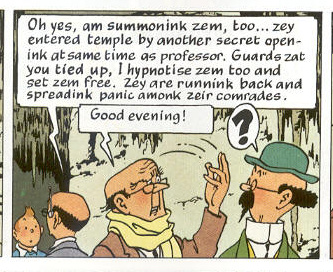 Oh yes, am summonink zem, too... zey
entered temple by another secret open-
ink at same time as professor. Guards zat
you tied up, I hypnotise zem too and
set zem free. Zey are runnink back and
spreadink panic amonk zeir comrades.
Good evening!
?